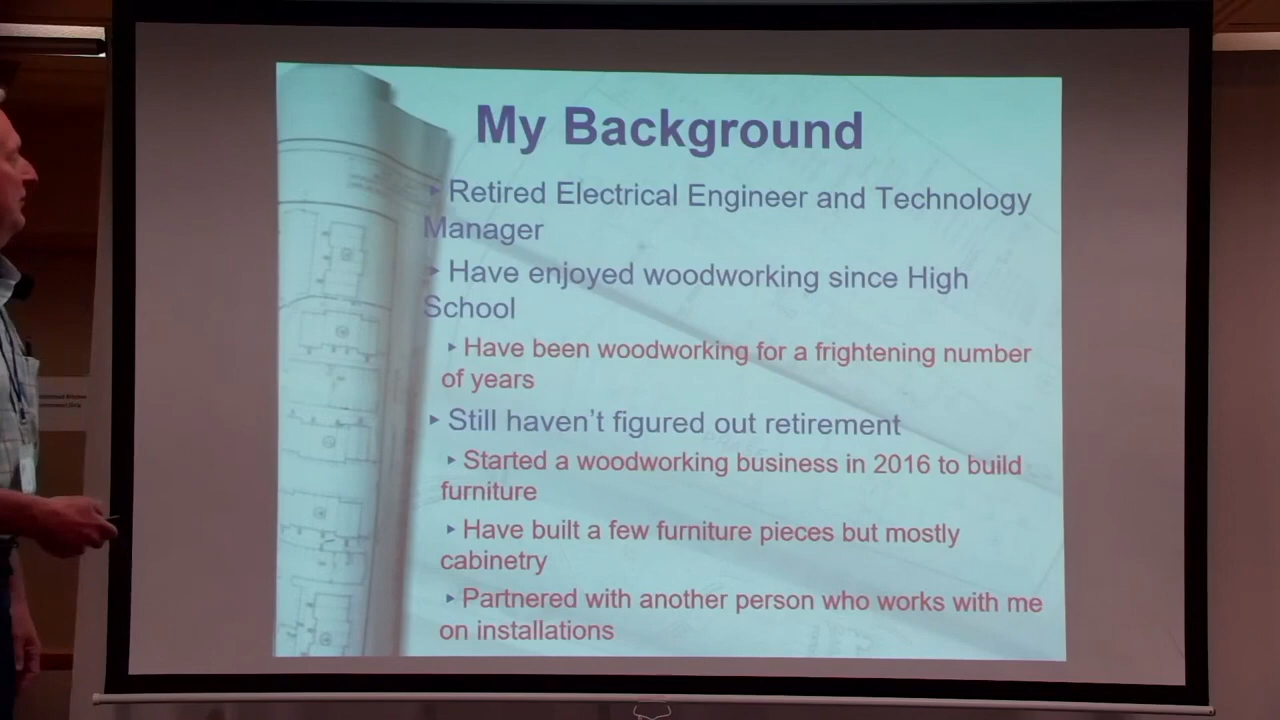 My Background
▸ Retired Electrical Engineer and Technology
Manager
▸ Have enjoyed woodworking since High
School
▸ Have been woodworking for a frightening number
of years
▸ Still haven't figured out retirement
▸ Started a woodworking business in 2016 to build
furniture
▸ Have built a few furniture pieces but mostly
cabinetry
▸ Partnered with another person who works with me
on installations